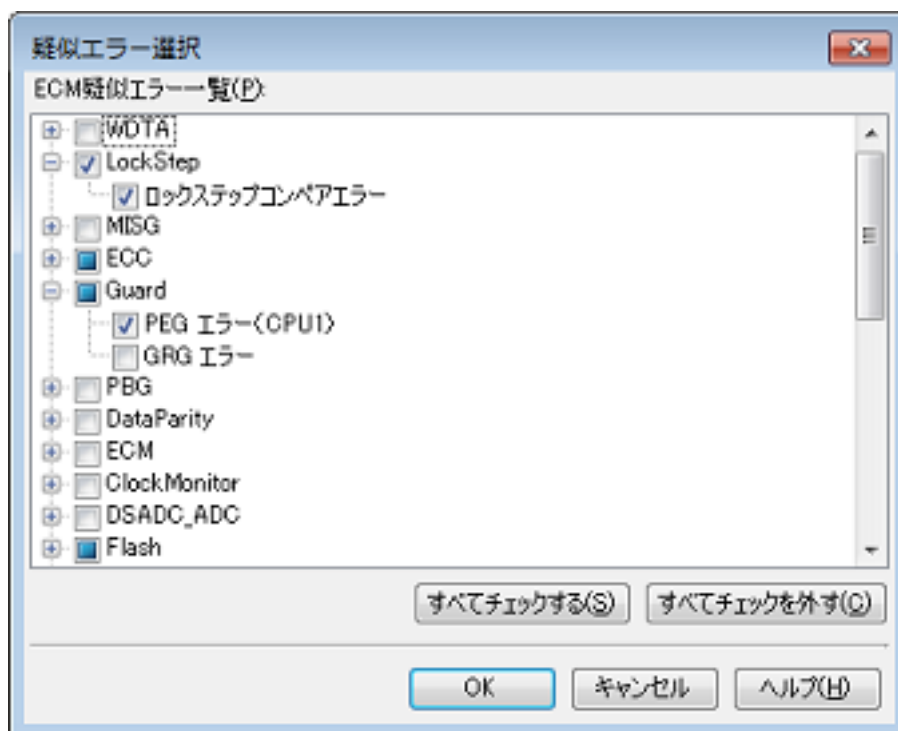 疑似エラー選択
ECM疑似エラー一覧(P):
WDTA
LockStep
ロックステップコンペアエラー
MISG
ECC
Guard
PEG エラー(CPU1)
GRG エラー
PBG
DataParity
ECM
ClockMonitor
DSADC_ADC
Flash
すべてチェックする(S) すべてチェックを外す(C)
OK キャンセル ヘルプ(H)